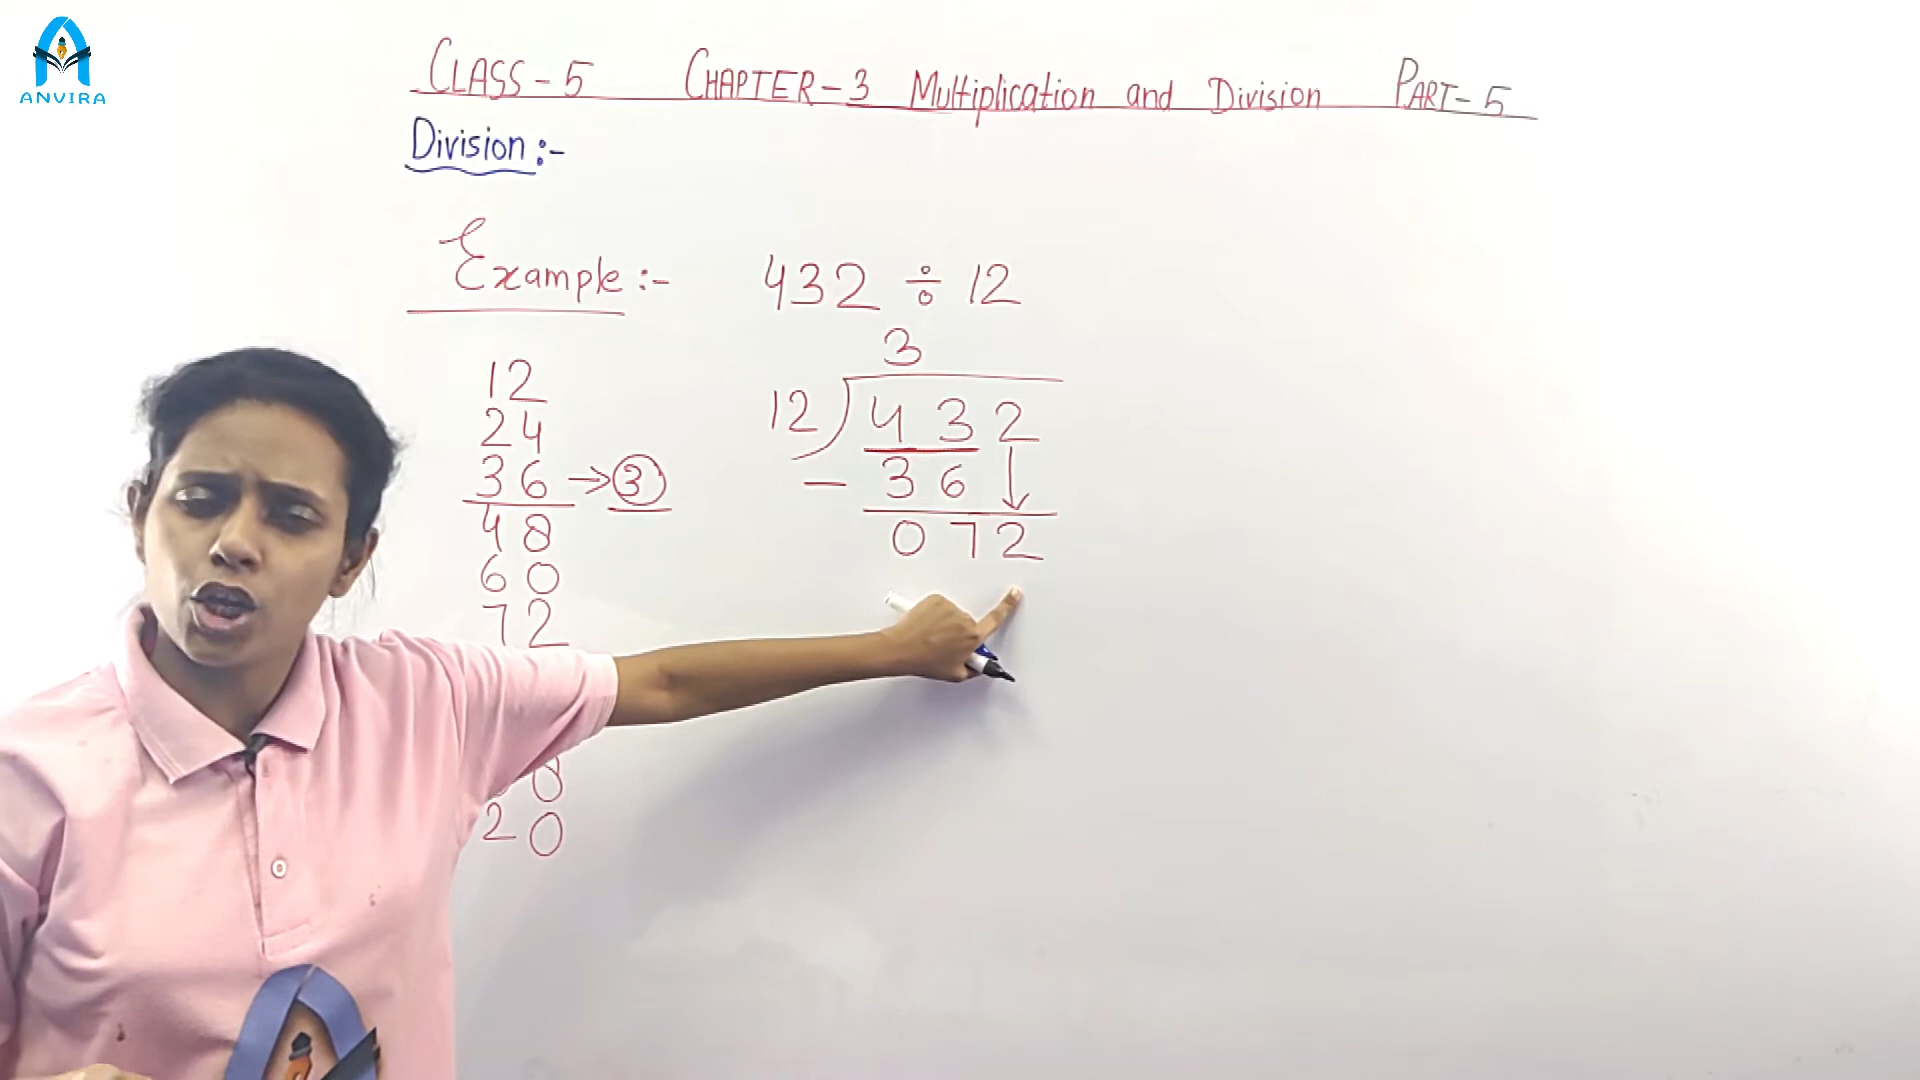 ANVIRA
CLASS-5 CHAPTER-3 Multiplication and Division PART-5
Division:-
Example:- 432 ÷ 12
3
12 ) 432
- 36
072
12
24
36 → 3
48
60
72
20